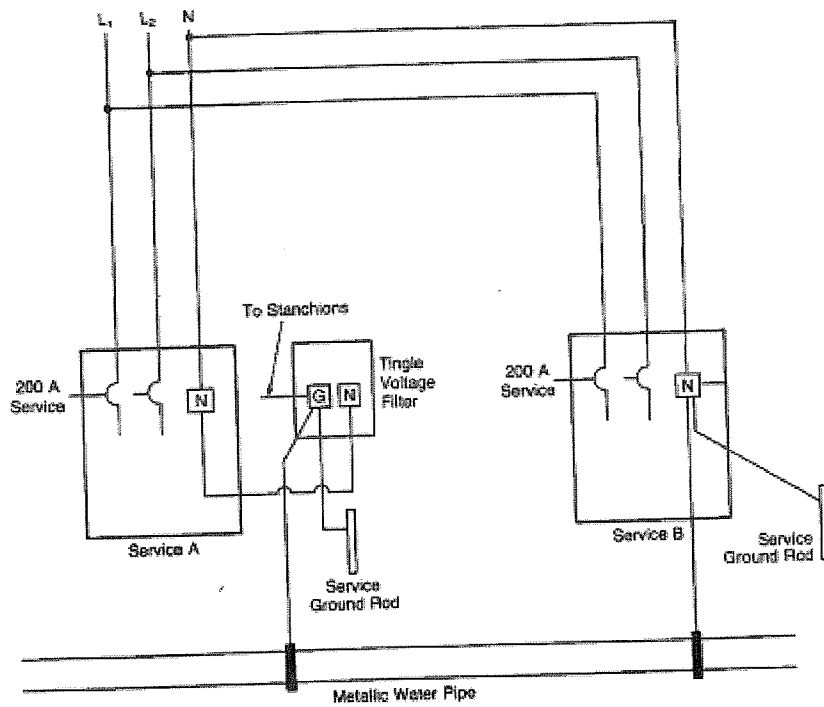 L₁ L₂ N
To Stanchions
200 A
Service
N
G N
Tingle
Voltage
Filter
200 A
Service
N
Service A
Service
Ground Rod
Service B
Service
Ground Rod
Metallic Water Pipe